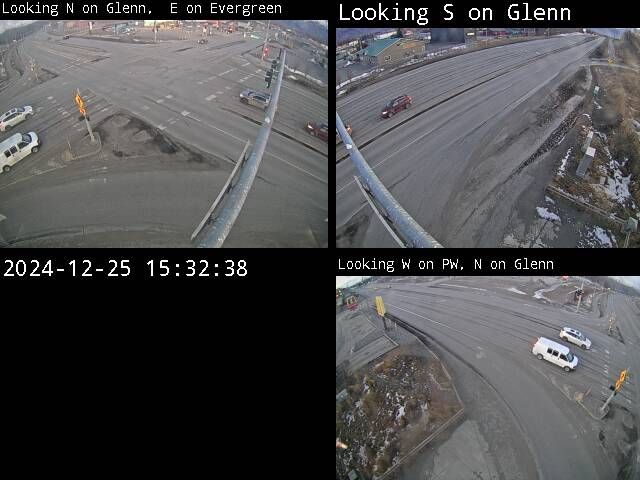 Looking N on Glenn,  E on Evergreen
Looking S on Glenn
2024-12-25 15:32:38
Looking W on PW, N on Glenn